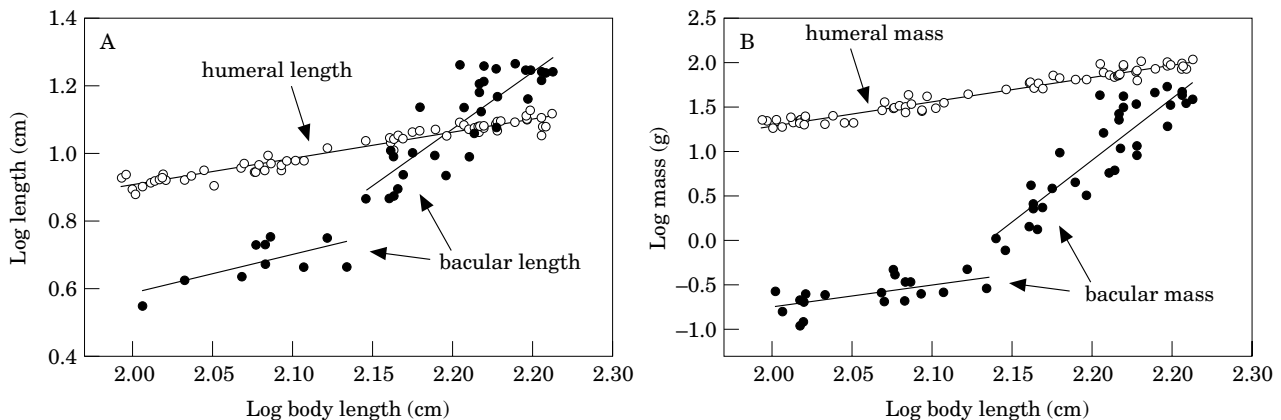 A
humeral length
bacular length
1.4
1.2
1.0
0.8
0.6
0.4
Log length (cm)
2.00
2.05
2.10
2.15
2.20
2.20
2.30
Log body length (cm)
B
humeral mass
bacular mass
2.5
2.0
1.5
1.0
0.5
0.0
−0.5
−1.0
Log mass (g)
2.00
2.05
2.10
2.15
2.20
2.20
2.30
Log body length (cm)